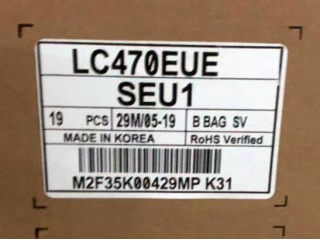 LC470EUE
SEU1
19 PCS 29M/05-19 B BAG SV
MADE IN KOREA RoHS Verified
M2F35K00429MP K31